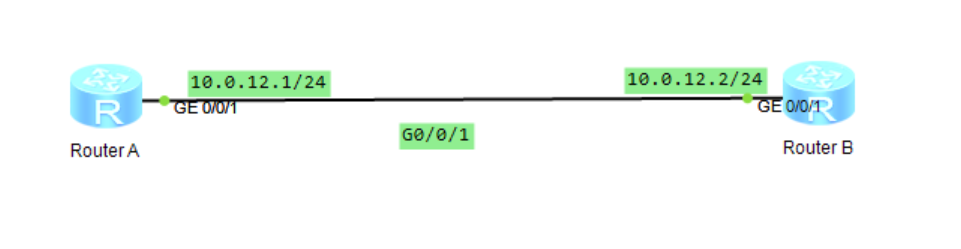 10.0.12.1/24
10.0.12.2/24
R
GE 0/0/1
GE 0/0/1
R
G0/0/1
Router A
Router B